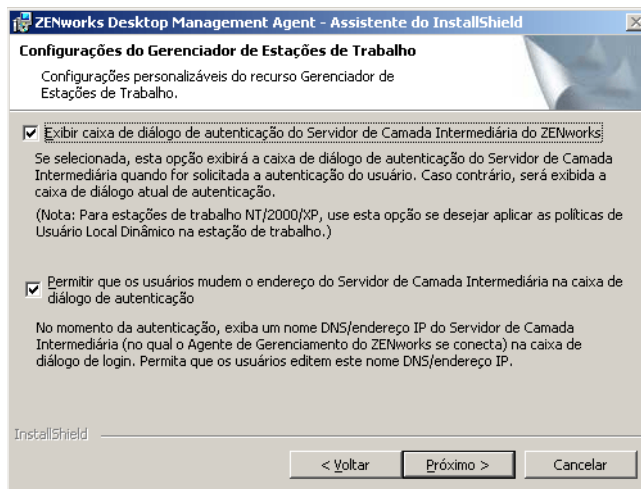 ZENworks Desktop Management Agent - Assistente do InstallShield
Configurações do Gerenciador de Estações de Trabalho
Configurações personalizáveis do recurso Gerenciador de
Estações de Trabalho.
Exibir caixa de diálogo de autenticação do Servidor de Camada Intermediária do ZENworks
Se selecionada, esta opção exibirá a caixa de diálogo de autenticação do Servidor de Camada
Intermediária quando for solicitada a autenticação do usuário. Caso contrário, será exibida a
caixa de diálogo atual de autenticação.
(Nota: Para estações de trabalho NT/2000/XP, use esta opção se desejar aplicar as políticas de
Usuário Local Dinâmico na estação de trabalho.)
Permitir que os usuários mudem o endereço do Servidor de Camada Intermediária na caixa de
diálogo de autenticação
No momento da autenticação, exiba um nome DNS/endereço IP do Servidor de Camada
Intermediária (no qual o Agente de Gerenciamento do ZENworks se conecta) na caixa de
diálogo de login. Permita que os usuários editem este nome DNS/endereço IP.
InstallShield
< Voltar
Próximo >
Cancelar